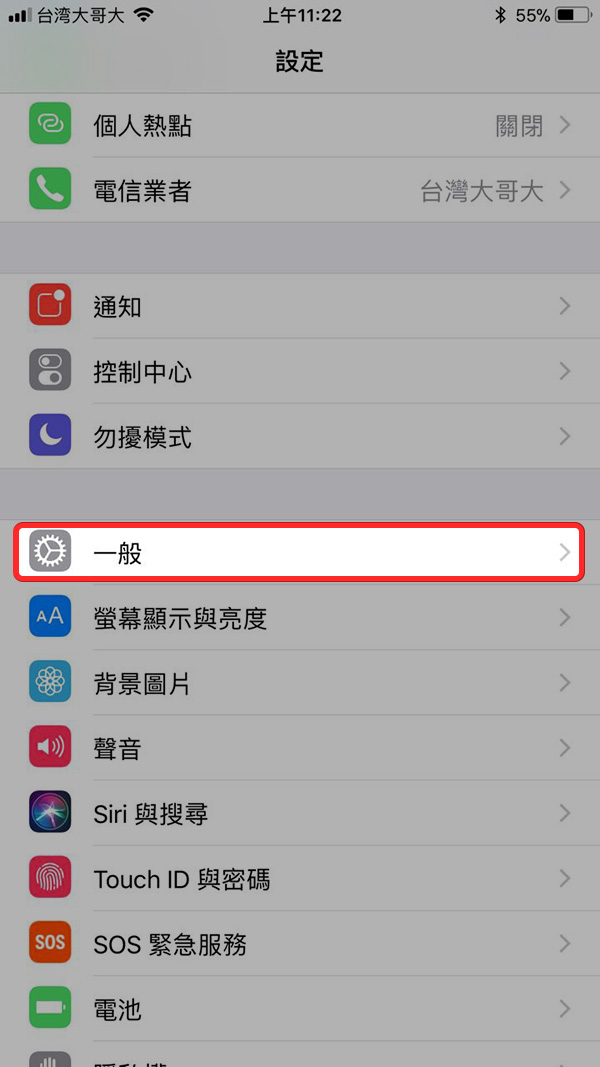 台灣大哥大 上午11:22 55%
設定
個人熱點 關閉
電信業者 台灣大哥大
通知
控制中心
勿擾模式
一般
AA 螢幕顯示與亮度
背景圖片
聲音
Siri 與搜尋
Touch ID 與密碼
SOS SOS 緊急服務
電池